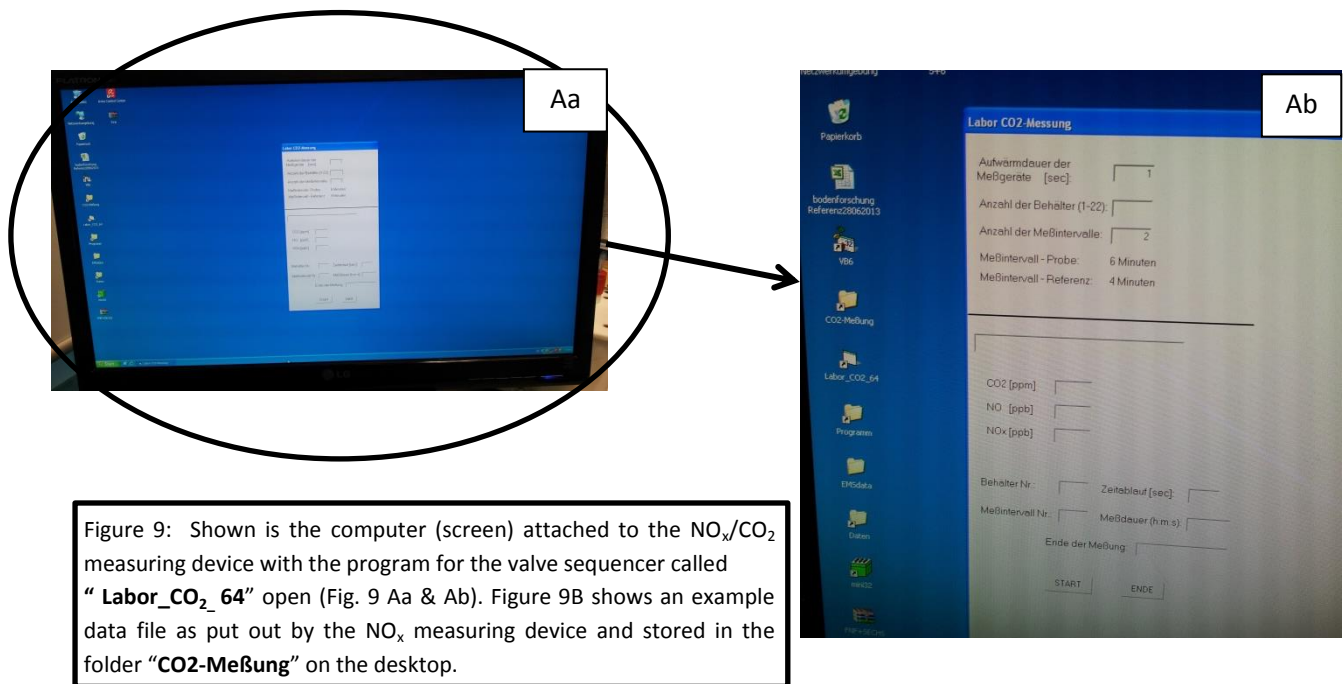 Aa
Ab
Netzwerkumgebung
Papierkorb
bodenforschung
Referenz28062013
VB6
CO2-Meßung
Labor_CO2_64
Programm
EMSdata
Daten
mini32
Labor CO2-Messung
Aufwärmdauer der
Meßgeräte [sec]: 1
Anzahl der Behälter (1-22):
Anzahl der Meßintervalle: 2
Meßintervall - Probe: 6 Minuten
Meßintervall - Referenz: 4 Minuten
CO2 [ppm]
NO [ppb]
NOx [ppb]
Behälter Nr.: Zeitablauf [sec]:
Meßintervall Nr.: Meßdauer (h:m:s):
Ende der Meßung:
START ENDE
LG
Figure 9: Shown is the computer (screen) attached to the NOx/CO2
measuring device with the program for the valve sequencer called
“ Labor_CO2_ 64” open (Fig. 9 Aa & Ab). Figure 9B shows an example
data file as put out by the NOx measuring device and stored in the
folder “CO2-Meßung” on the desktop.